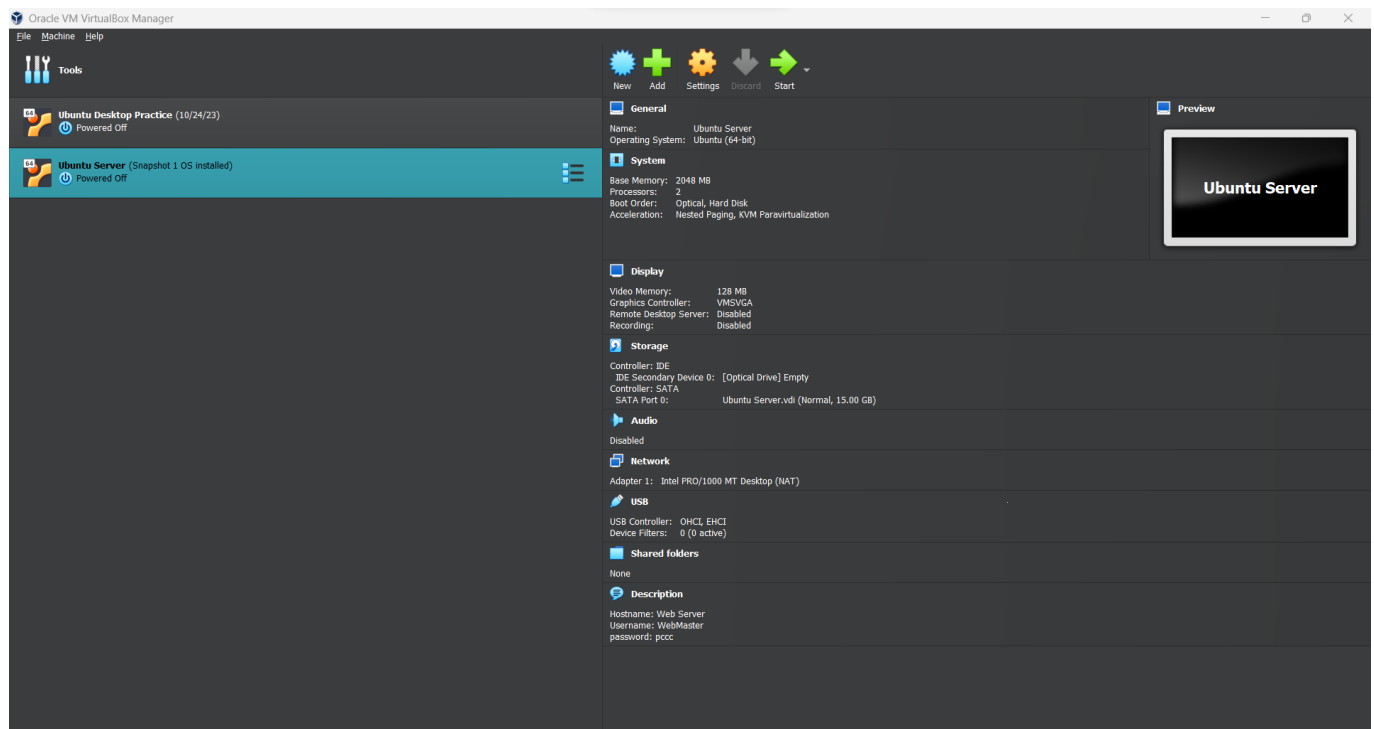 Oracle VM VirtualBox Manager
File Machine Help
Tools
New Add Settings Discard Start
64 Ubuntu Desktop Practice (10/24/23)
Powered Off
64 Ubuntu Server (Snapshot 1 OS installed)
Powered Off
General
Name: Ubuntu Server
Operating System: Ubuntu (64-bit)
Preview
Ubuntu Server
System
Base Memory: 2048 MB
Processors: 2
Boot Order: Optical, Hard Disk
Acceleration: Nested Paging, KVM Paravirtualization
Display
Video Memory: 128 MB
Graphics Controller: VMSVGA
Remote Desktop Server: Disabled
Recording: Disabled
Storage
Controller: IDE
IDE Secondary Device 0: [Optical Drive] Empty
Controller: SATA
SATA Port 0: Ubuntu Server.vdi (Normal, 15.00 GB)
Audio
Disabled
Network
Adapter 1: Intel PRO/1000 MT Desktop (NAT)
USB
USB Controller: OHCI, EHCI
Device Filters: 0 (0 active)
Shared folders
None
Description
Hostname: Web Server
Username: WebMaster
password: pccc